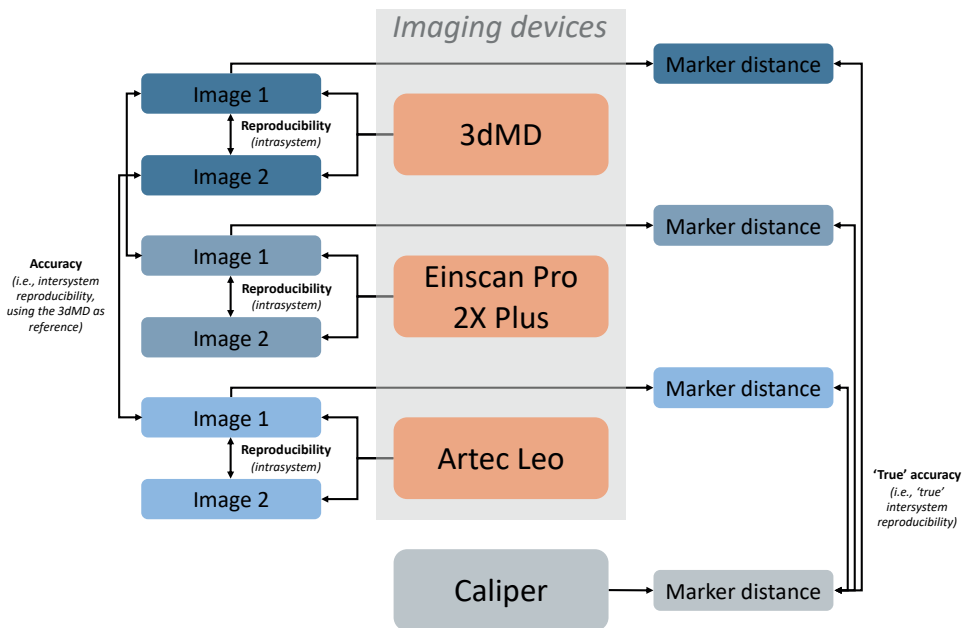 Imaging devices
Image 1
Reproducibility
(intrasystem)
Image 2
3dMD
Marker distance
Image 1
Reproducibility
(intrasystem)
Image 2
Einscan Pro
2X Plus
Marker distance
Accuracy
(i.e., intersystem
reproducibility,
using the 3dMD as
reference)
Image 1
Reproducibility
(intrasystem)
Image 2
Artec Leo
Marker distance
‘True’ accuracy
(i.e., ‘true’
intersystem
reproducibility)
Caliper
Marker distance